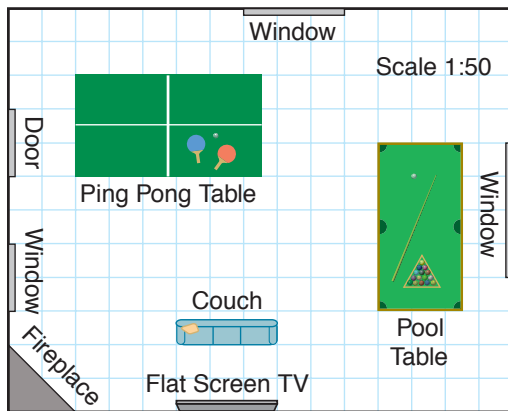 Window
Scale 1:50
Door
Ping Pong Table
Window
Window
Couch
Pool
Table
Fireplace
Flat Screen TV